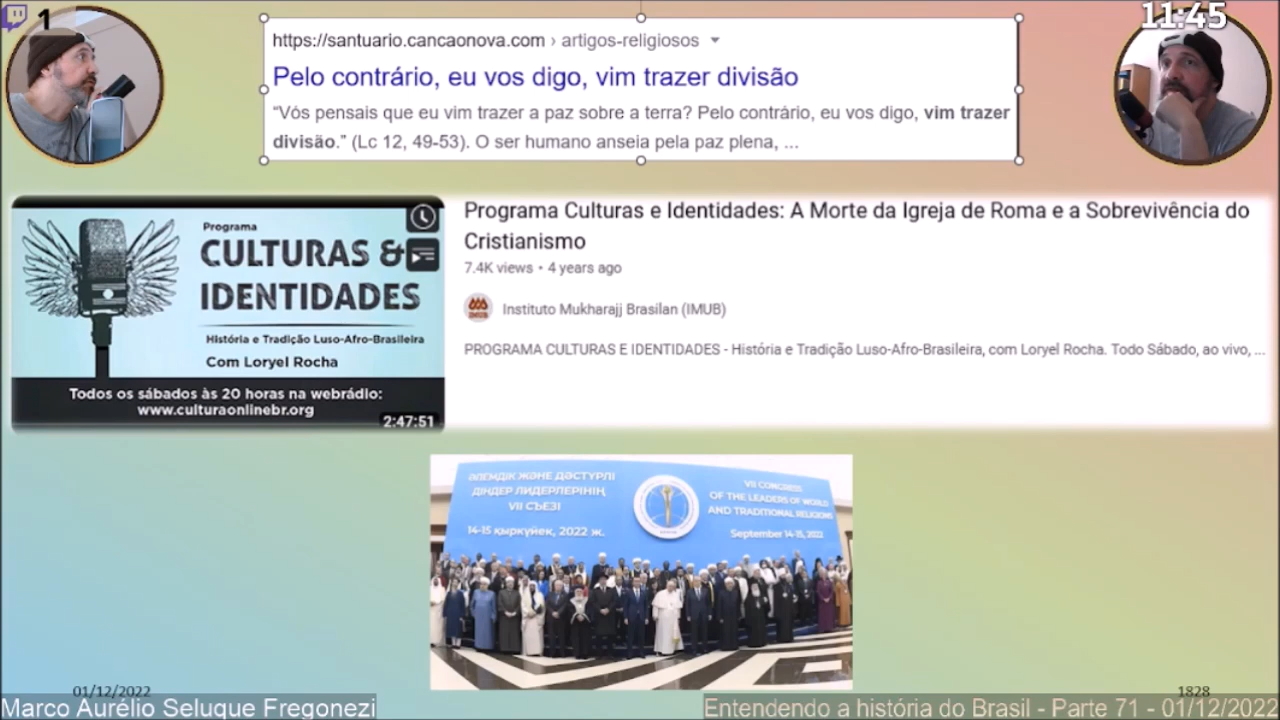 1
11:45
https://santuario.cancaonova.com › artigos-religiosos
Pelo contrário, eu vos digo, vim trazer divisão
“Vós pensais que eu vim trazer a paz sobre a terra? Pelo contrário, eu vos digo, vim trazer
divisão.” (Lc 12, 49-53). O ser humano anseia pela paz plena, ...
Programa
CULTURAS &
IDENTIDADES
História e Tradição Luso-Afro-Brasileira
Com Loryel Rocha
Todos os sábados às 20 horas na webrádio:
www.culturaonlinebr.org
2:47:51
Programa Culturas e Identidades: A Morte da Igreja de Roma e a Sobrevivência do
Cristianismo
7.4K views • 4 years ago
IMUB
Instituto Mukharajj Brasilan (IMUB)
PROGRAMA CULTURAS E IDENTIDADES - História e Tradição Luso-Afro-Brasileira, com Loryel Rocha. Todo Sábado, ao vivo, ...
ӘЛЕМДІК ЖӘНЕ ДӘСТҮРЛІ
ДІНДЕР ЛИДЕРЛЕРІНІҢ
VII СЪЕЗІ
14-15 қыркүйек, 2022 ж.
VII CONGRESS
OF THE LEADERS OF WORLD
AND TRADITIONAL RELIGIONS
September 14-15, 2022
01/12/2022
1828
Marco Aurélio Seluque Fregonezi
Entendendo a história do Brasil - Parte 71 - 01/12/2022